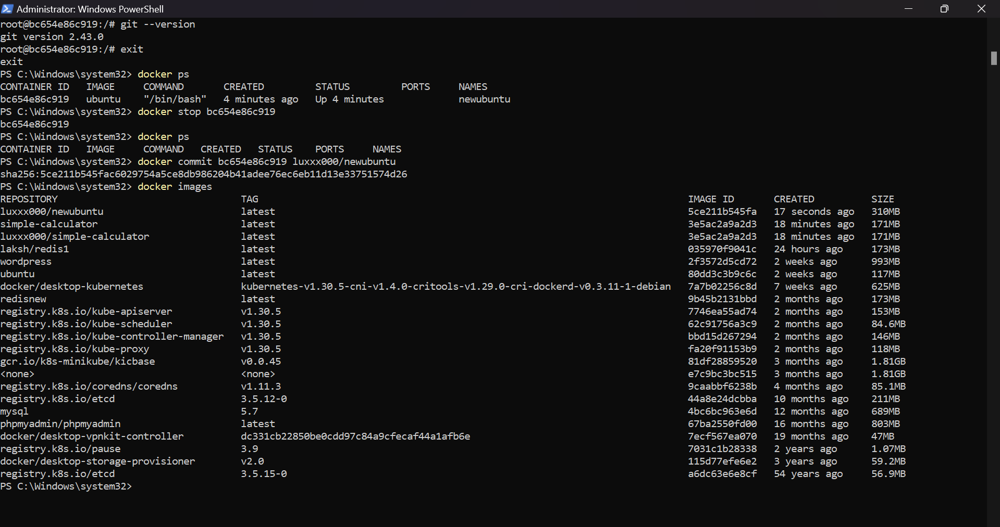 Administrator: Windows PowerShell
root@bc654e86c919:/# git --version
git version 2.43.0
root@bc654e86c919:/# exit
exit
PS C:\Windows\system32> docker ps
CONTAINER ID   IMAGE     COMMAND       CREATED         STATUS         PORTS     NAMES
bc654e86c919   ubuntu    "/bin/bash"   4 minutes ago   Up 4 minutes             newubuntu
PS C:\Windows\system32> docker stop bc654e86c919
bc654e86c919
PS C:\Windows\system32> docker ps
CONTAINER ID   IMAGE     COMMAND   CREATED   STATUS    PORTS     NAMES
PS C:\Windows\system32> docker commit bc654e86c919 luxxx000/newubuntu
sha256:5ce211b545fac6029754a5ce8db986204b41adee76ec6eb11d13e33751574d26
PS C:\Windows\system32> docker images
REPOSITORY                                TAG                                                                           IMAGE ID       CREATED          SIZE
luxxx000/newubuntu                        latest                                                                        5ce211b545fa   17 seconds ago   310MB
simple-calculator                         latest                                                                        3e5ac2a9a2d3   18 minutes ago   171MB
luxxx000/simple-calculator                latest                                                                        3e5ac2a9a2d3   18 minutes ago   171MB
laksh/redis1                              latest                                                                        035970f9041c   24 hours ago     173MB
wordpress                                 latest                                                                        2f3572d5cd72   2 weeks ago      993MB
ubuntu                                    latest                                                                        80dd3c3b9c6c   2 weeks ago      117MB
docker/desktop-kubernetes                 kubernetes-v1.30.5-cni-v1.4.0-critools-v1.29.0-cri-dockerd-v0.3.11-1-debian   7a7b02256c8d   7 weeks ago      625MB
redisnew                                  latest                                                                        9b45b2131bbd   2 months ago     173MB
registry.k8s.io/kube-apiserver            v1.30.5                                                                       7746ea55ad74   2 months ago     153MB
registry.k8s.io/kube-scheduler            v1.30.5                                                                       62c91756a3c9   2 months ago     84.6MB
registry.k8s.io/kube-controller-manager   v1.30.5                                                                       bbd15d267294   2 months ago     146MB
registry.k8s.io/kube-proxy                v1.30.5                                                                       fa20f91153b9   2 months ago     118MB
gcr.io/k8s-minikube/kicbase               v0.0.45                                                                       81df28859520   3 months ago     1.81GB
<none>                                    <none>                                                                        e7c9bc3bc515   3 months ago     1.81GB
registry.k8s.io/coredns/coredns           v1.11.3                                                                       9caabbf6238b   4 months ago     85.1MB
registry.k8s.io/etcd                      3.5.12-0                                                                      44a8e24dcbba   10 months ago    211MB
mysql                                     5.7                                                                           4bc6bc963e6d   12 months ago    689MB
phpmyadmin/phpmyadmin                     latest                                                                        67ba2550fd00   16 months ago    803MB
docker/desktop-vpnkit-controller          dc331cb22850be0cdd97c84a9cfecaf44a1afb6e                                      7ecf567ea070   19 months ago    47MB
registry.k8s.io/pause                     3.9                                                                           7031c1b28338   2 years ago      1.07MB
docker/desktop-storage-provisioner        v2.0                                                                          115d77efe6e2   3 years ago      59.2MB
registry.k8s.io/etcd                      3.5.15-0                                                                      a6dc63e6e8cf   54 years ago     56.9MB
PS C:\Windows\system32>